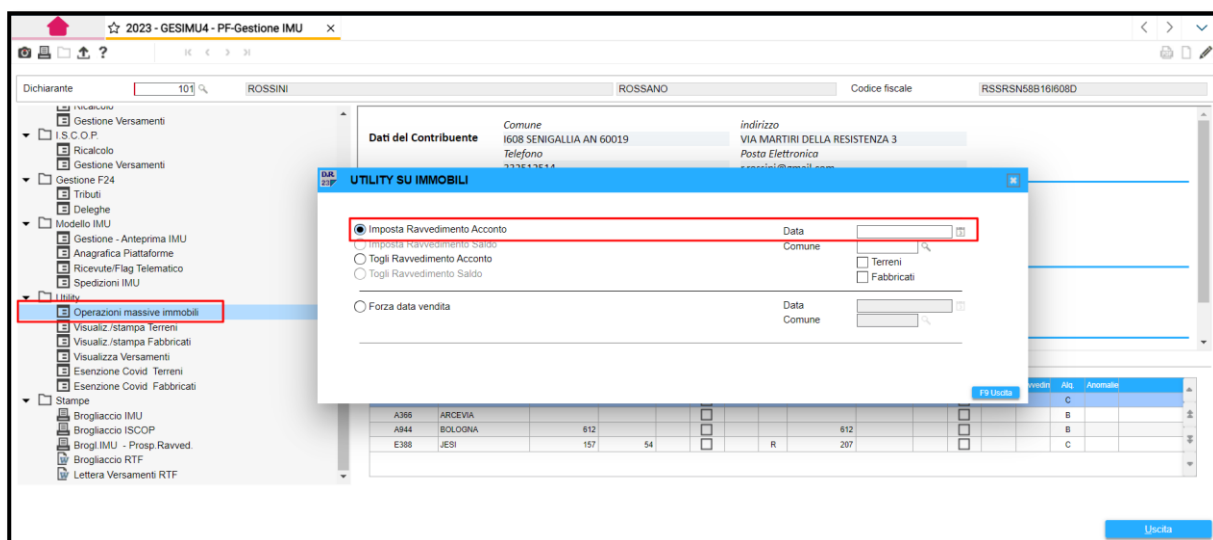 2023 - GESIMU4 - PF-Gestione IMU
Dichiarante 101 ROSSINI ROSSANO Codice fiscale RSSRSN58B16I608D
Ricalcolo
Gestione Versamenti
I.S.C.O.P.
Ricalcolo
Gestione Versamenti
Gestione F24
Tributi
Deleghe
Modello IMU
Gestione - Anteprima IMU
Anagrafica Piattaforme
Ricevute/Flag Telematico
Spedizioni IMU
Utility
Operazioni massive immobili
Visualiz./stampa Terreni
Visualiz./stampa Fabbricati
Visualizza Versamenti
Esenzione Covid Terreni
Esenzione Covid Fabbricati
Stampe
Brogliaccio IMU
Brogliaccio ISCOP
Brogl.IMU - Prosp.Ravved.
Brogliaccio RTF
Lettera Versamenti RTF
Dati del Contribuente
Comune indirizzo
I608 SENIGALLIA AN 60019 VIA MARTIRI DELLA RESISTENZA 3
Telefono Posta Elettronica
UTILITY SU IMMOBILI
Imposta Ravvedimento Acconto Data
Imposta Ravvedimento Saldo Comune
Togli Ravvedimento Acconto Terreni
Togli Ravvedimento Saldo Fabbricati
Forza data vendita Data
Comune
F9 Uscita
Alq. Anomalie
C
A366 ARCEVIA B
A944 BOLOGNA 612 612 B
E388 JESI 157 54 R 207 C
Uscita